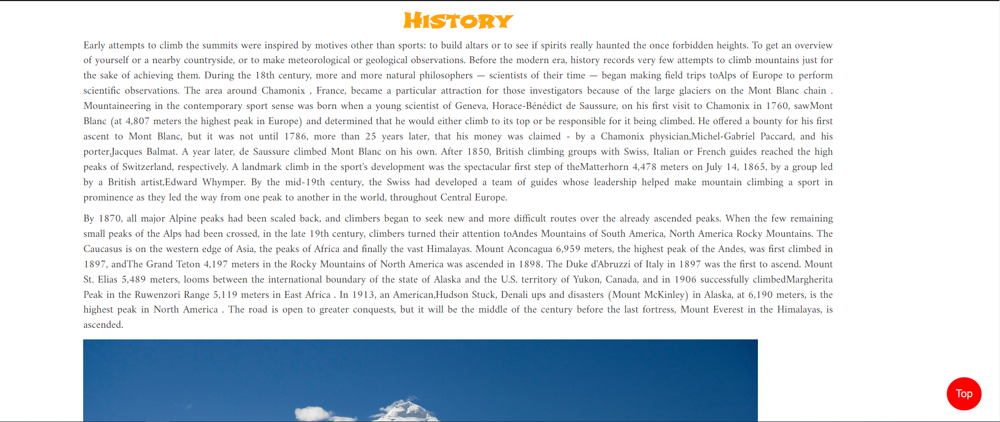 History
Early attempts to climb the summits were inspired by motives other than sports: to build altars or to see if spirits really haunted the once forbidden heights. To get an overview
of yourself or a nearby countryside, or to make meteorological or geological observations. Before the modern era, history records very few attempts to climb mountains just for
the sake of achieving them. During the 18th century, more and more natural philosophers — scientists of their time — began making field trips toAlps of Europe to perform
scientific observations. The area around Chamonix , France, became a particular attraction for those investigators because of the large glaciers on the Mont Blanc chain .
Mountaineering in the contemporary sport sense was born when a young scientist of Geneva, Horace-Bénédict de Saussure, on his first visit to Chamonix in 1760, sawMont
Blanc (at 4,807 meters the highest peak in Europe) and determined that he would either climb to its top or be responsible for it being climbed. He offered a bounty for his first
ascent to Mont Blanc, but it was not until 1786, more than 25 years later, that his money was claimed - by a Chamonix physician,Michel-Gabriel Paccard, and his
porter,Jacques Balmat. A year later, de Saussure climbed Mont Blanc on his own. After 1850, British climbing groups with Swiss, Italian or French guides reached the high
peaks of Switzerland, respectively. A landmark climb in the sport's development was the spectacular first step of theMatterhorn 4,478 meters on July 14, 1865, by a group led
by a British artist,Edward Whymper. By the mid-19th century, the Swiss had developed a team of guides whose leadership helped make mountain climbing a sport in
prominence as they led the way from one peak to another in the world, throughout Central Europe.
By 1870, all major Alpine peaks had been scaled back, and climbers began to seek new and more difficult routes over the already ascended peaks. When the few remaining
small peaks of the Alps had been crossed, in the late 19th century, climbers turned their attention toAndes Mountains of South America, North America Rocky Mountains. The
Caucasus is on the western edge of Asia, the peaks of Africa and finally the vast Himalayas. Mount Aconcagua 6,959 meters, the highest peak of the Andes, was first climbed in
1897, andThe Grand Teton 4,197 meters in the Rocky Mountains of North America was ascended in 1898. The Duke d'Abruzzi of Italy in 1897 was the first to ascend. Mount
St. Elias 5,489 meters, looms between the international boundary of the state of Alaska and the U.S. territory of Yukon, Canada, and in 1906 successfully climbedMargherita
Peak in the Ruwenzori Range 5,119 meters in East Africa . In 1913, an American,Hudson Stuck, Denali ups and disasters (Mount McKinley) in Alaska, at 6,190 meters, is the
highest peak in North America . The road is open to greater conquests, but it will be the middle of the century before the last fortress, Mount Everest in the Himalayas, is
ascended.
Top